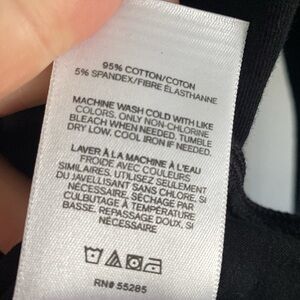 95% COTTON/COTON
5% SPANDEX/FIBRE ÉLASTHANNE
MACHINE WASH COLD WITH LIKE
COLORS. ONLY NON-CHLORINE
BLEACH WHEN NEEDED. TUMBLE
DRY LOW. COOL IRON IF NEEDED.
LAVER À LA MACHINE À L'EAU
FROIDE AVEC COULEURS
SIMILAIRES. UTILISEZ SEULEMENT
DU JAVELLISANT SANS CHLORE, SI
NÉCESSAIRE. SÉCHAGE PAR
CULBUTAGE À TEMPÉRATURE
BASSE. REPASSAGE DOUX, SI
NÉCESSAIRE
RN# 55285